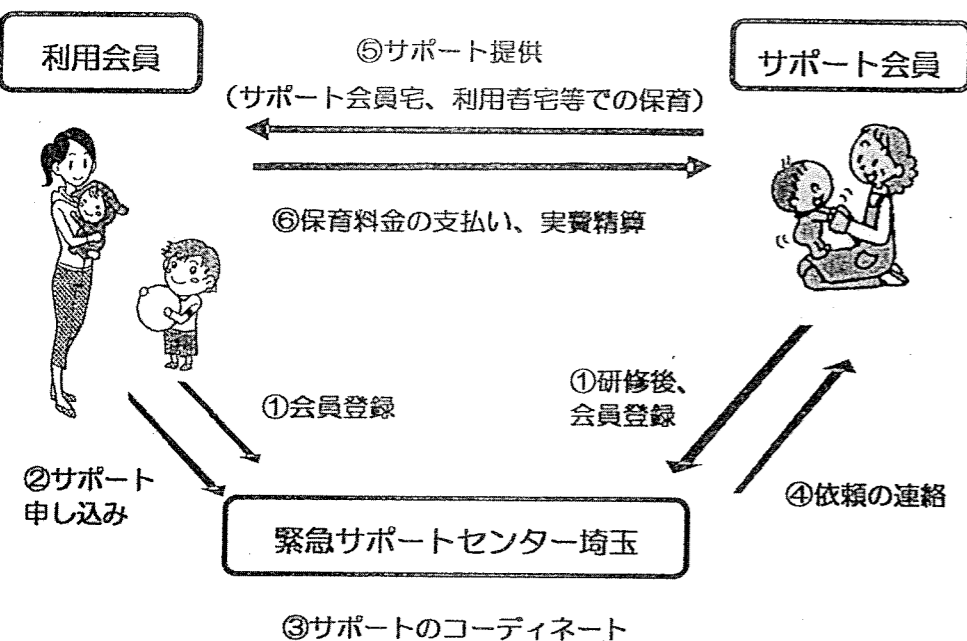 利用会員
⑤サポート提供
サポート会員
（サポート会員宅、利用者宅等での保育）
⑥保育料金の支払い、実費精算
①会員登録
①研修後、
会員登録
②サポート
申し込み
④依頼の連絡
緊急サポートセンター埼玉
③サポートのコーディネート